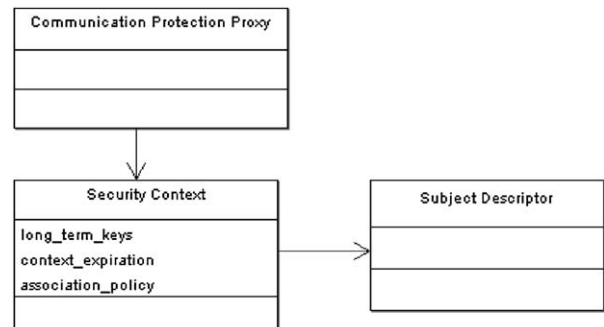 Communication Protection Proxy
Security Context
long_term_keys
context_expiration
association_policy
Subject Descriptor